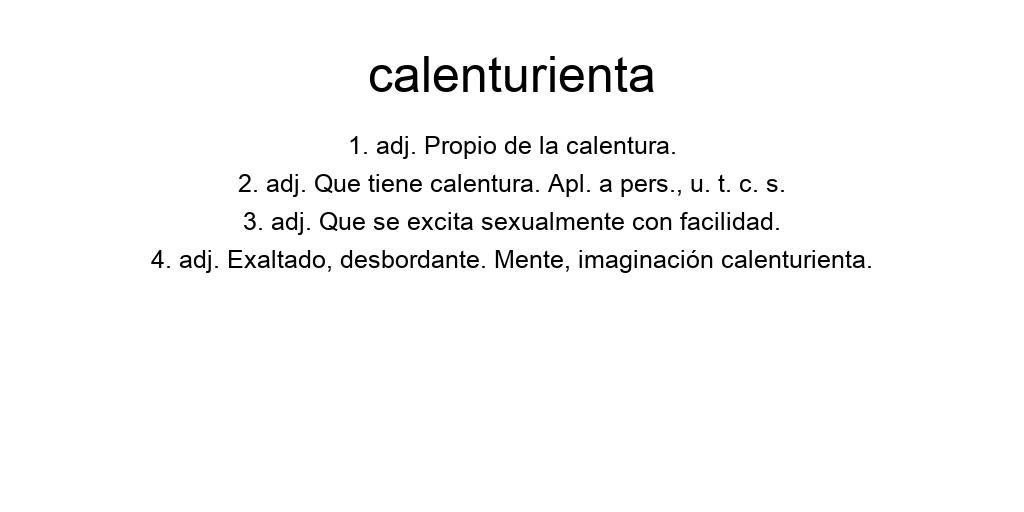 calenturienta
1. adj. Propio de la calentura.
2. adj. Que tiene calentura. Apl. a pers., u. t. c. s.
3. adj. Que se excita sexualmente con facilidad.
4. adj. Exaltado, desbordante. Mente, imaginación calenturienta.